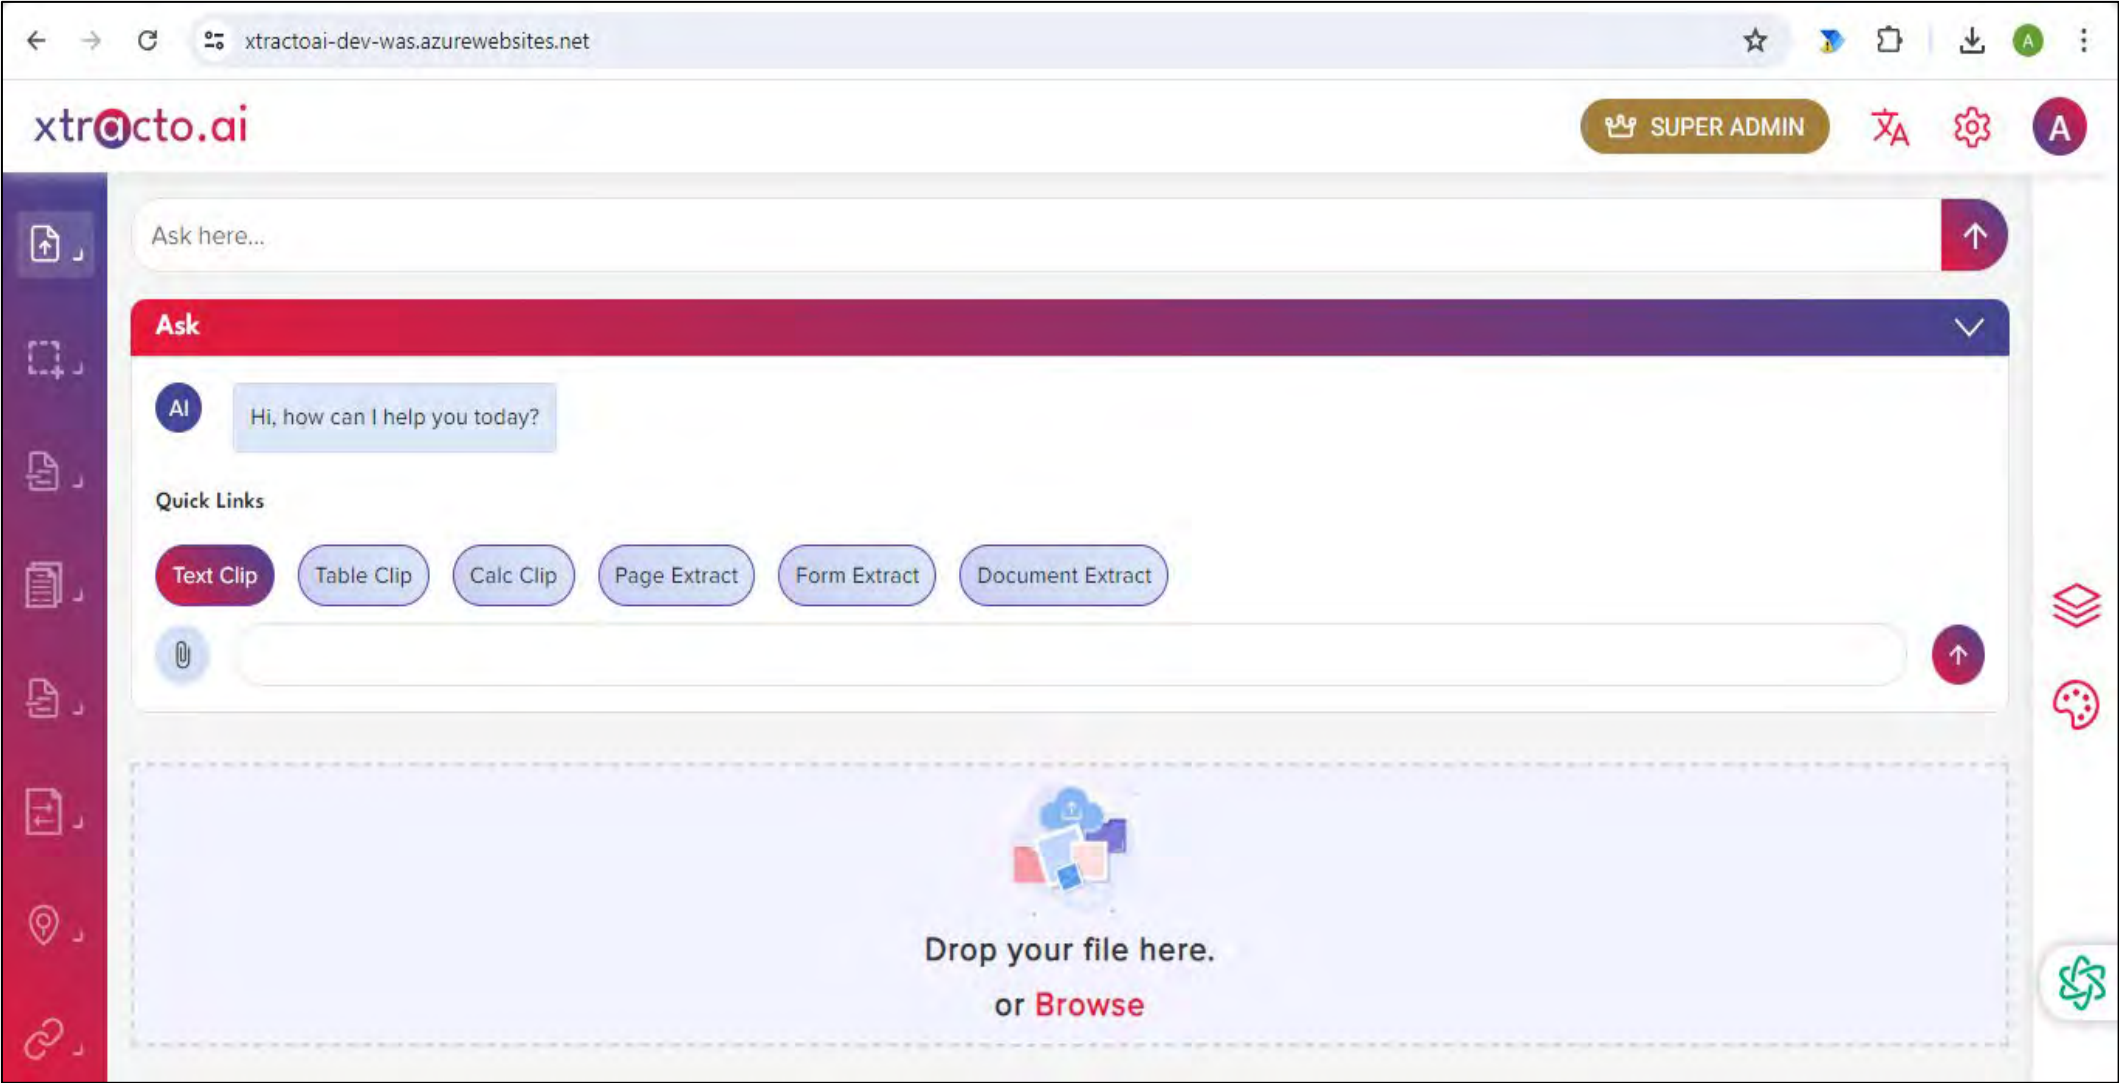 xtractoai-dev-was.azurewebsites.net
A
xtracto.ai
SUPER ADMIN
A
Ask here...
Ask
AI
Hi, how can I help you today?
Quick Links
Text Clip
Table Clip
Calc Clip
Page Extract
Form Extract
Document Extract
Drop your file here.
or Browse